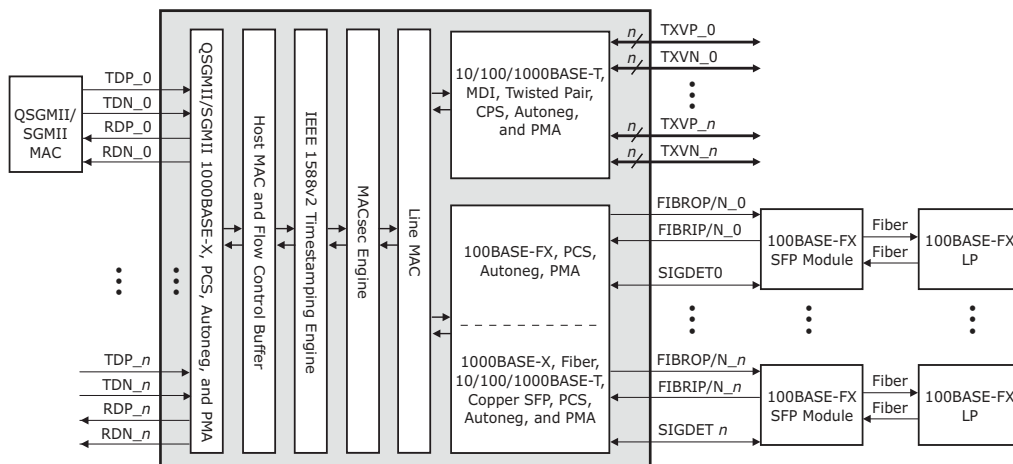 QSGMII/
SGMII
MAC
TDP_0
TDN_0
RDP_0
RDN_0
TDP_n
TDN_n
RDP_n
RDN_n
QSGMII/SGMII 1000BASE-X, PCS, Autoneg, and PMA
Host MAC and Flow Control Buffer
IEEE 1588v2 Timestamping Engine
MACsec Engine
Line MAC
10/100/1000BASE-T,
MDI, Twisted Pair,
CPS, Autoneg,
and PMA
n
TXVP_0
n
TXVN_0
n
TXVP_n
n
TXVN_n
100BASE-FX, PCS,
Autoneg, PMA
1000BASE-X, Fiber,
10/100/1000BASE-T,
Copper SFP, PCS,
Autoneg, and PMA
FIBROP/N_0
FIBRIP/N_0
SIGDET0
100BASE-FX
SFP Module
Fiber
Fiber
100BASE-FX
LP
FIBROP/N_n
FIBRIP/N_n
SIGDET n
100BASE-FX
SFP Module
Fiber
Fiber
100BASE-FX
LP